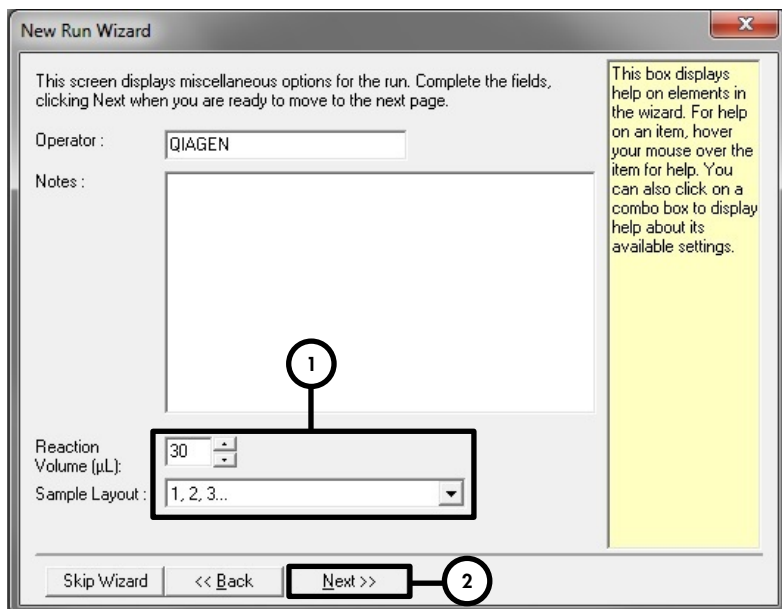 New Run Wizard
This screen displays miscellaneous options for the run. Complete the fields,
clicking Next when you are ready to move to the next page.
Operator :
QIAGEN
Notes :
This box displays
help on elements in
the wizard. For help
on an item, hover
your mouse over the
item for help. You
can also click on a
combo box to display
help about its
available settings.
1
Reaction
Volume (μL):
30
Sample Layout :
1, 2, 3...
Skip Wizard
<< Back
Next >>
2